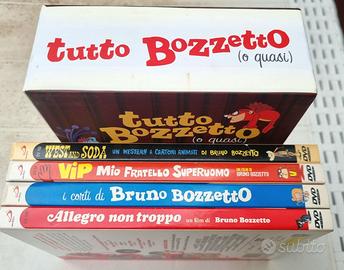 tutto BOZZETTO
(o quasi)
tutto
BOZZETTO
(o quasi)
WEST AND SODA UN WESTERN A CARTONI ANIMATI DI BRUNO BOZZETTO DVD
VIP MIO FRATELLO SUPERUOMO UN FILM DI BRUNO BOZZETTO DVD
i corti di Bruno BOZZETTO DVD
Allegro non troppo un film di Bruno Bozzetto DVD
subito